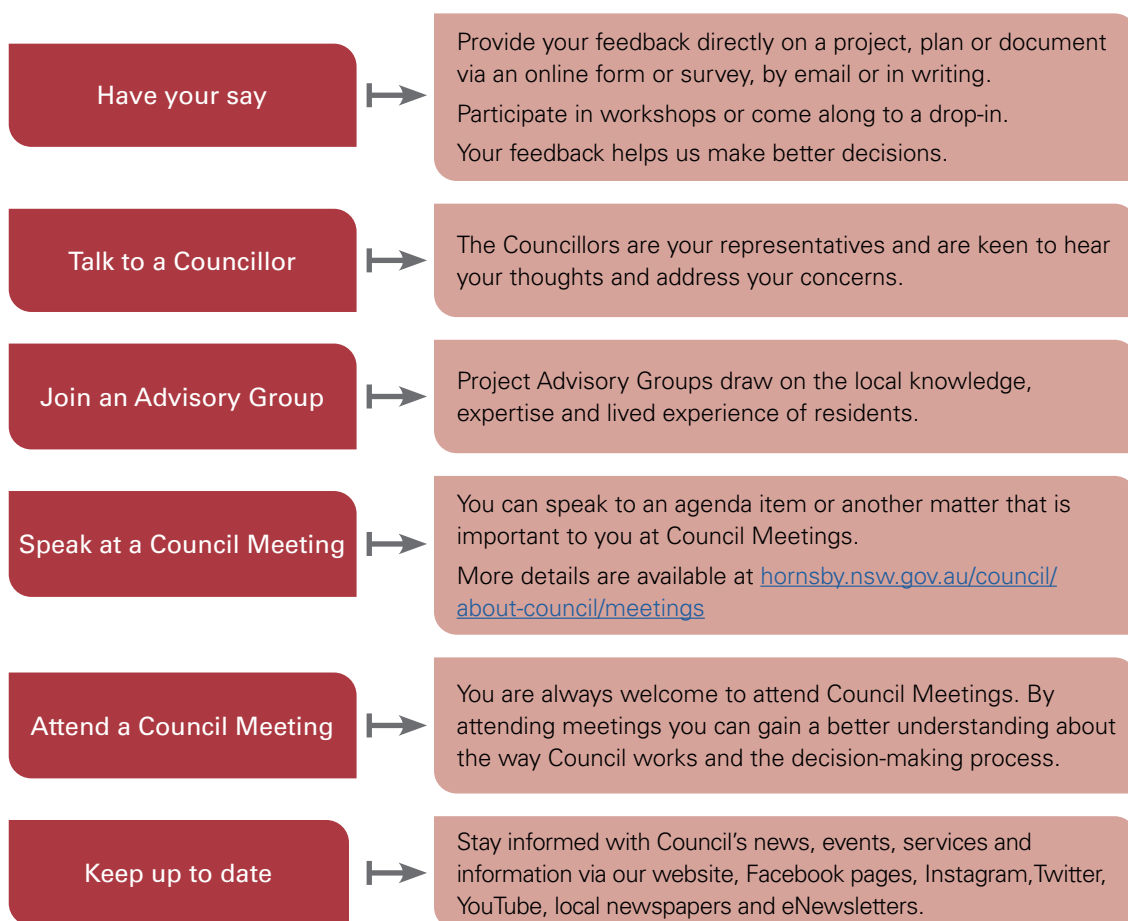 Have your say
Provide your feedback directly on a project, plan or document
via an online form or survey, by email or in writing.
Participate in workshops or come along to a drop-in.
Your feedback helps us make better decisions.
Talk to a Councillor
The Councillors are your representatives and are keen to hear
your thoughts and address your concerns.
Join an Advisory Group
Project Advisory Groups draw on the local knowledge,
expertise and lived experience of residents.
Speak at a Council Meeting
You can speak to an agenda item or another matter that is
important to you at Council Meetings.
More details are available at hornsby.nsw.gov.au/council/
about-council/meetings
Attend a Council Meeting
You are always welcome to attend Council Meetings. By
attending meetings you can gain a better understanding about
the way Council works and the decision-making process.
Keep up to date
Stay informed with Council’s news, events, services and
information via our website, Facebook pages, Instagram,Twitter,
YouTube, local newspapers and eNewsletters.